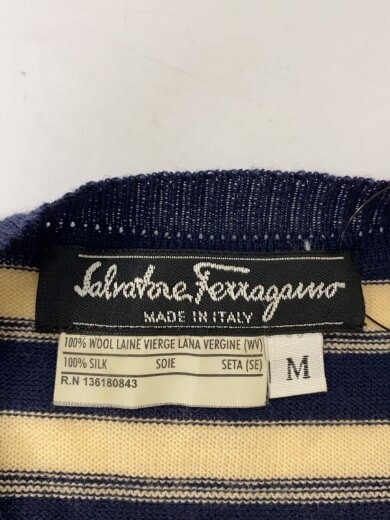 Salvatore Ferragamo
MADE IN ITALY
100% WOOL LAINE VIERGE LANA VERGINE (WV)
100% SILK SOIE SETA (SE)
R.N 136180843
M